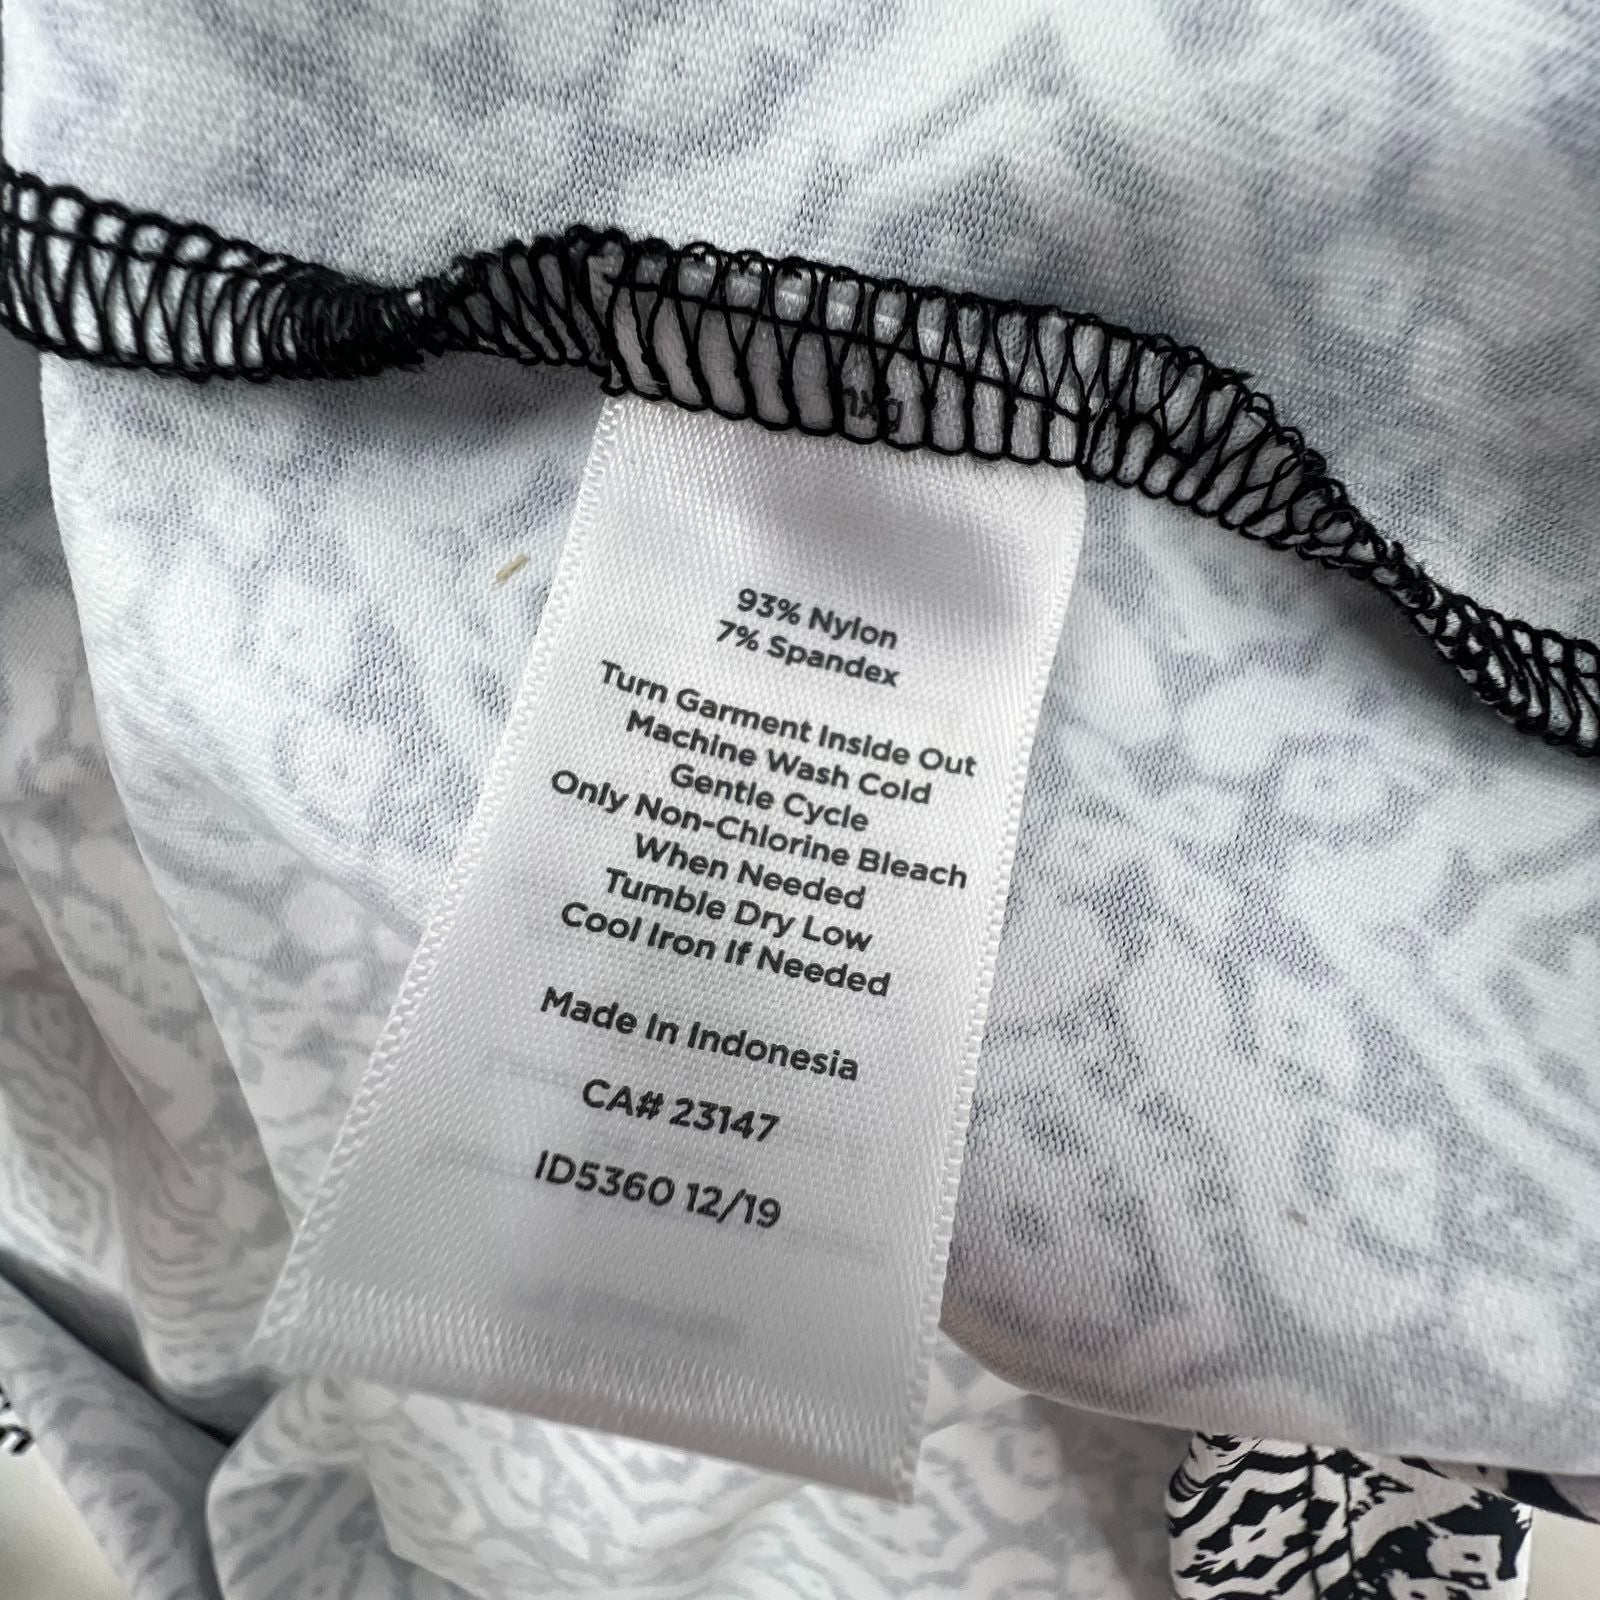 93% Nylon
7% Spandex
Turn Garment Inside Out
Machine Wash Cold
Gentle Cycle
Only Non-Chlorine Bleach
When Needed
Tumble Dry Low
Cool Iron If Needed
Made In Indonesia
CA# 23147
ID5360 12/19